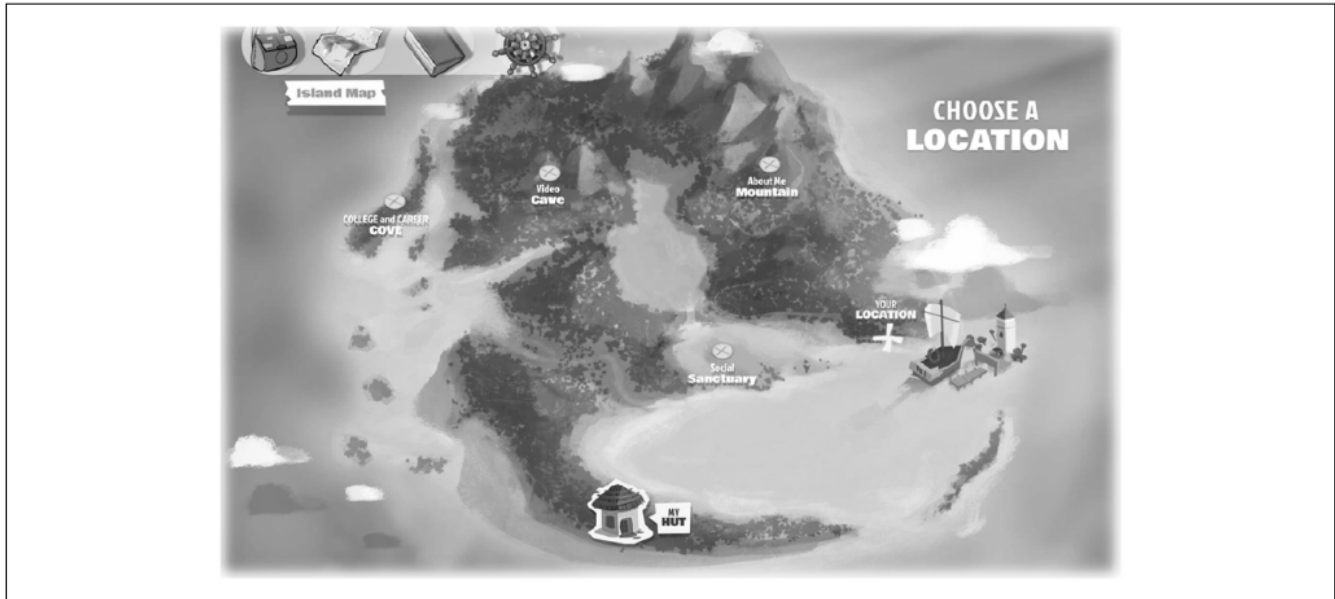 Island Map
CHOOSE A
LOCATION
Video
Cave
About Me
Mountain
COLLEGE and CAREER
COVE
YOUR
LOCATION
Social
Sanctuary
MY
HUT